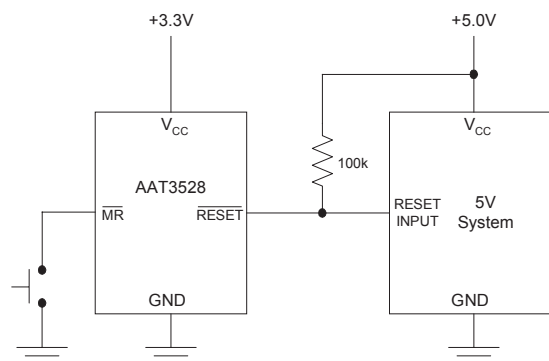 +3.3V
+5.0V
VCC
VCC
100k
AAT3528
MR
RESET
RESET
INPUT
5V
System
GND
GND